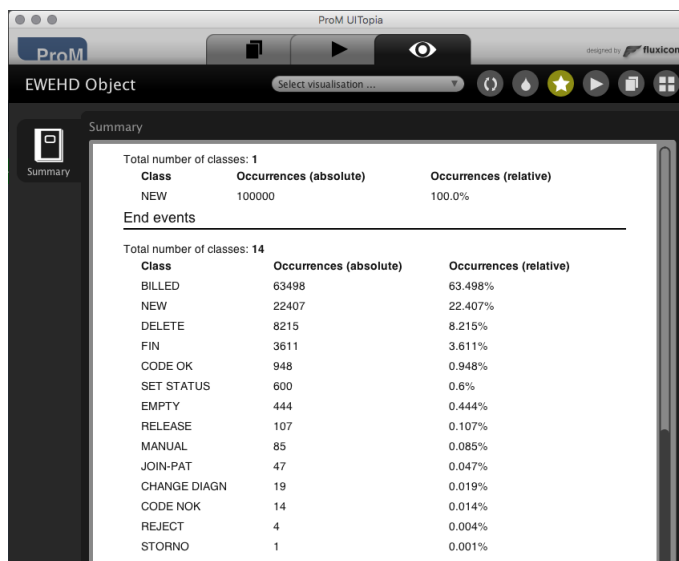 ProM UITopia
ProM
designed by fluxicon
EWEHD Object
Select visualisation ...
Summary
Summary
Total number of classes: 1
Class Occurrences (absolute) Occurrences (relative)
NEW 100000 100.0%
End events
Total number of classes: 14
Class Occurrences (absolute) Occurrences (relative)
BILLED 63498 63.498%
NEW 22407 22.407%
DELETE 8215 8.215%
FIN 3611 3.611%
CODE OK 948 0.948%
SET STATUS 600 0.6%
EMPTY 444 0.444%
RELEASE 107 0.107%
MANUAL 85 0.085%
JOIN-PAT 47 0.047%
CHANGE DIAGN 19 0.019%
CODE NOK 14 0.014%
REJECT 4 0.004%
STORNO 1 0.001%